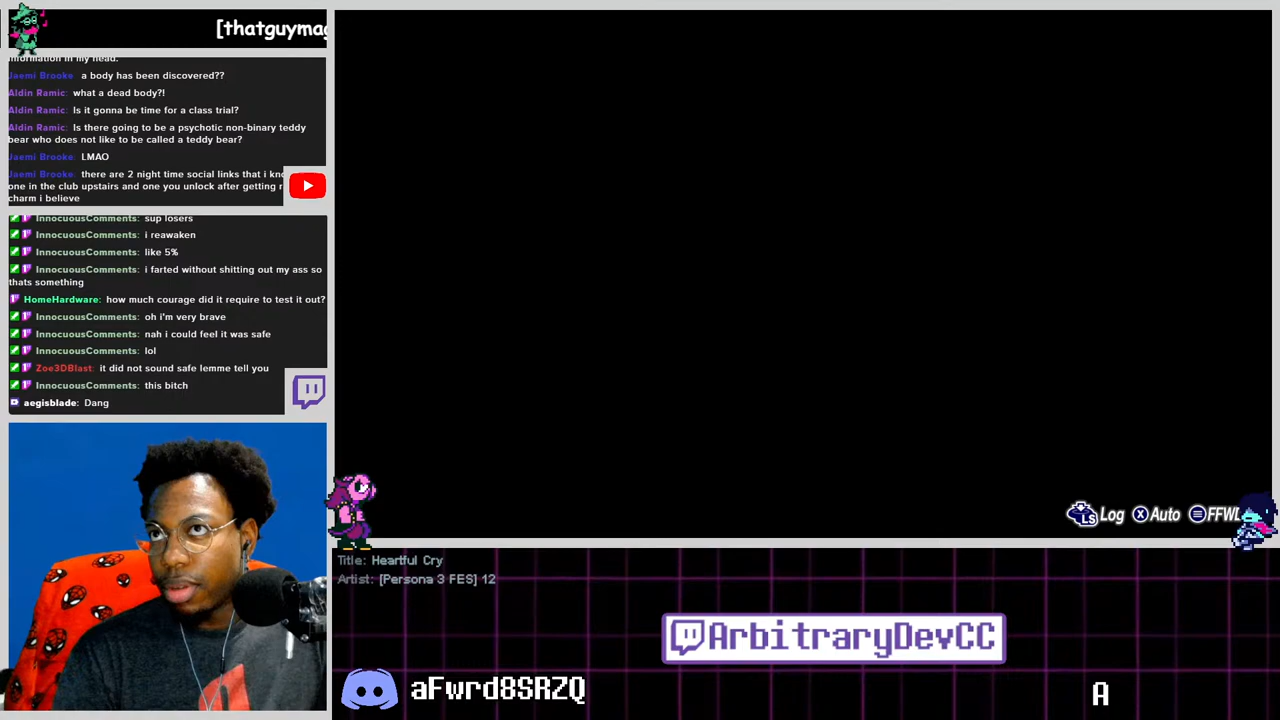 [thatguymag
information in my head.
Jaemi Brooke a body has been discovered??
Aldin Ramic: what a dead body?!
Aldin Ramic: Is it gonna be time for a class trial?
Aldin Ramic: Is there going to be a psychotic non-binary teddy
bear who does not like to be called a teddy bear?
Jaemi Brooke: LMAO
Jaemi Brooke: there are 2 night time social links that i kno
one in the club upstairs and one you unlock after getting
charm i believe
InnocuousComments: sup losers
InnocuousComments: i reawaken
InnocuousComments: like 5%
InnocuousComments: i farted without shitting out my ass so
thats something
HomeHardware: how much courage did it require to test it out?
InnocuousComments: oh i'm very brave
InnocuousComments: nah i could feel it was safe
InnocuousComments: lol
Zoe3DBlast: it did not sound safe lemme tell you
InnocuousComments: this bitch
aegisblade: Dang
LS Log X Auto FFWD
Title: Heartful Cry
Artist: [Persona 3 FES] 12
ArbitraryDevCC
aFwrd8SRZQ
A